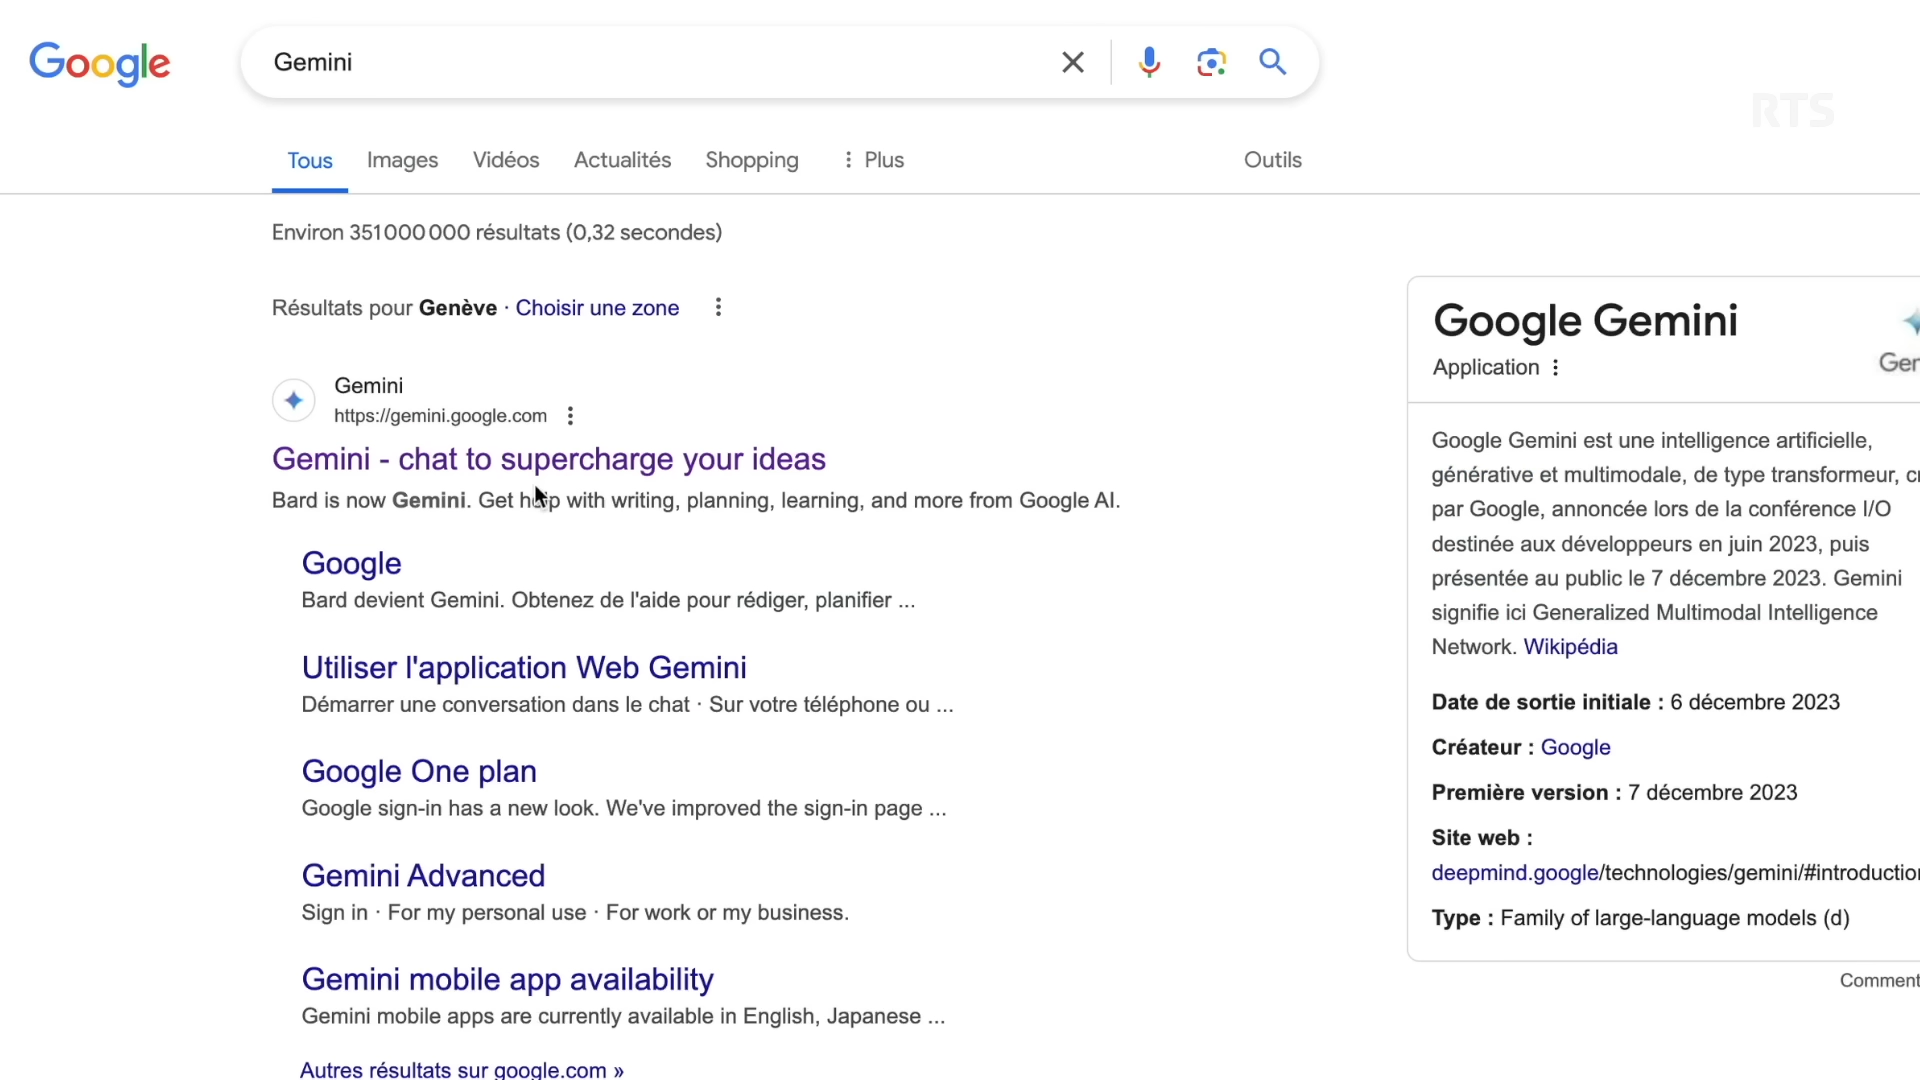 Google
Gemini
RTS
Tous Images Vidéos Actualités Shopping Plus Outils
Environ 351 000 000 résultats (0,32 secondes)
Résultats pour Genève · Choisir une zone
Gemini
https://gemini.google.com
Gemini - chat to supercharge your ideas
Bard is now Gemini. Get help with writing, planning, learning, and more from Google AI.
Google
Bard devient Gemini. Obtenez de l'aide pour rédiger, planifier ...
Utiliser l'application Web Gemini
Démarrer une conversation dans le chat · Sur votre téléphone ou ...
Google One plan
Google sign-in has a new look. We've improved the sign-in page ...
Gemini Advanced
Sign in · For my personal use · For work or my business.
Gemini mobile app availability
Gemini mobile apps are currently available in English, Japanese ...
Autres résultats sur google.com »
Google Gemini
Application
Google Gemini est une intelligence artificielle,
générative et multimodale, de type transformeur,
par Google, annoncée lors de la conférence I/O
destinée aux développeurs en juin 2023, puis
présentée au public le 7 décembre 2023. Gemini
signifie ici Generalized Multimodal Intelligence
Network. Wikipédia
Date de sortie initiale : 6 décembre 2023
Créateur : Google
Première version : 7 décembre 2023
Site web :
deepmind.google/technologies/gemini/#introduction
Type : Family of large-language models (d)
Comment